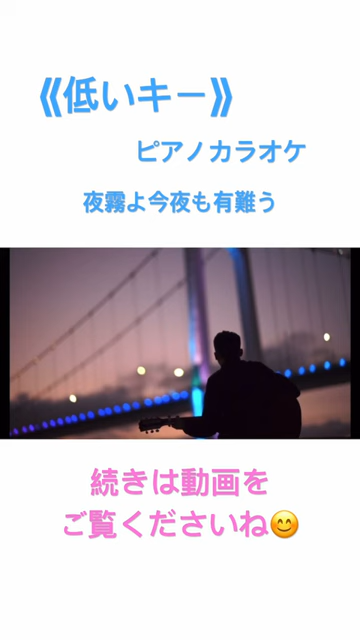 《低いキー》
ピアノカラオケ
夜霧よ今夜も有難う
続きは動画を
ご覧くださいね😊